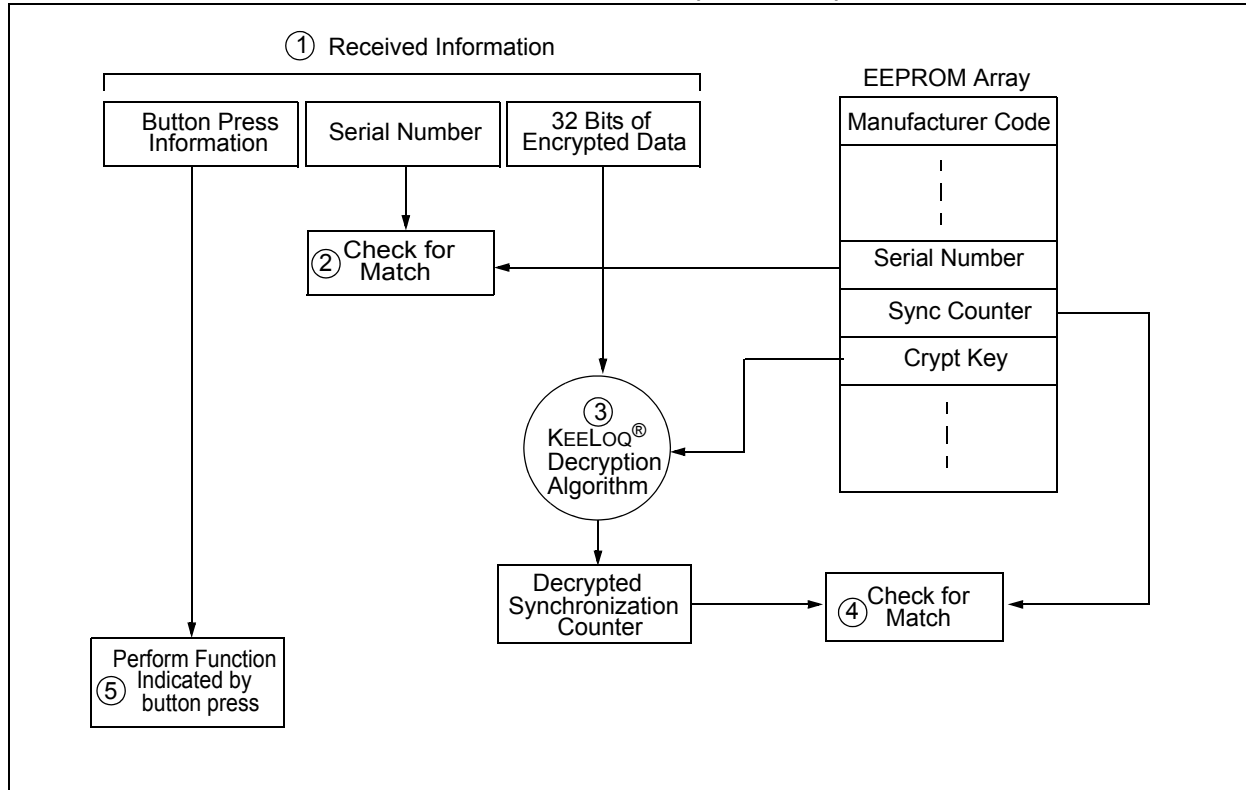 ① Received Information
EEPROM Array
Button Press
Information
Serial Number
32 Bits of
Encrypted Data
Manufacturer Code
② Check for
Match
Serial Number
Sync Counter
Crypt Key
③
KEELOQ®
Decryption
Algorithm
Decrypted
Synchronization
Counter
④ Check for
Match
Perform Function
⑤ Indicated by
button press